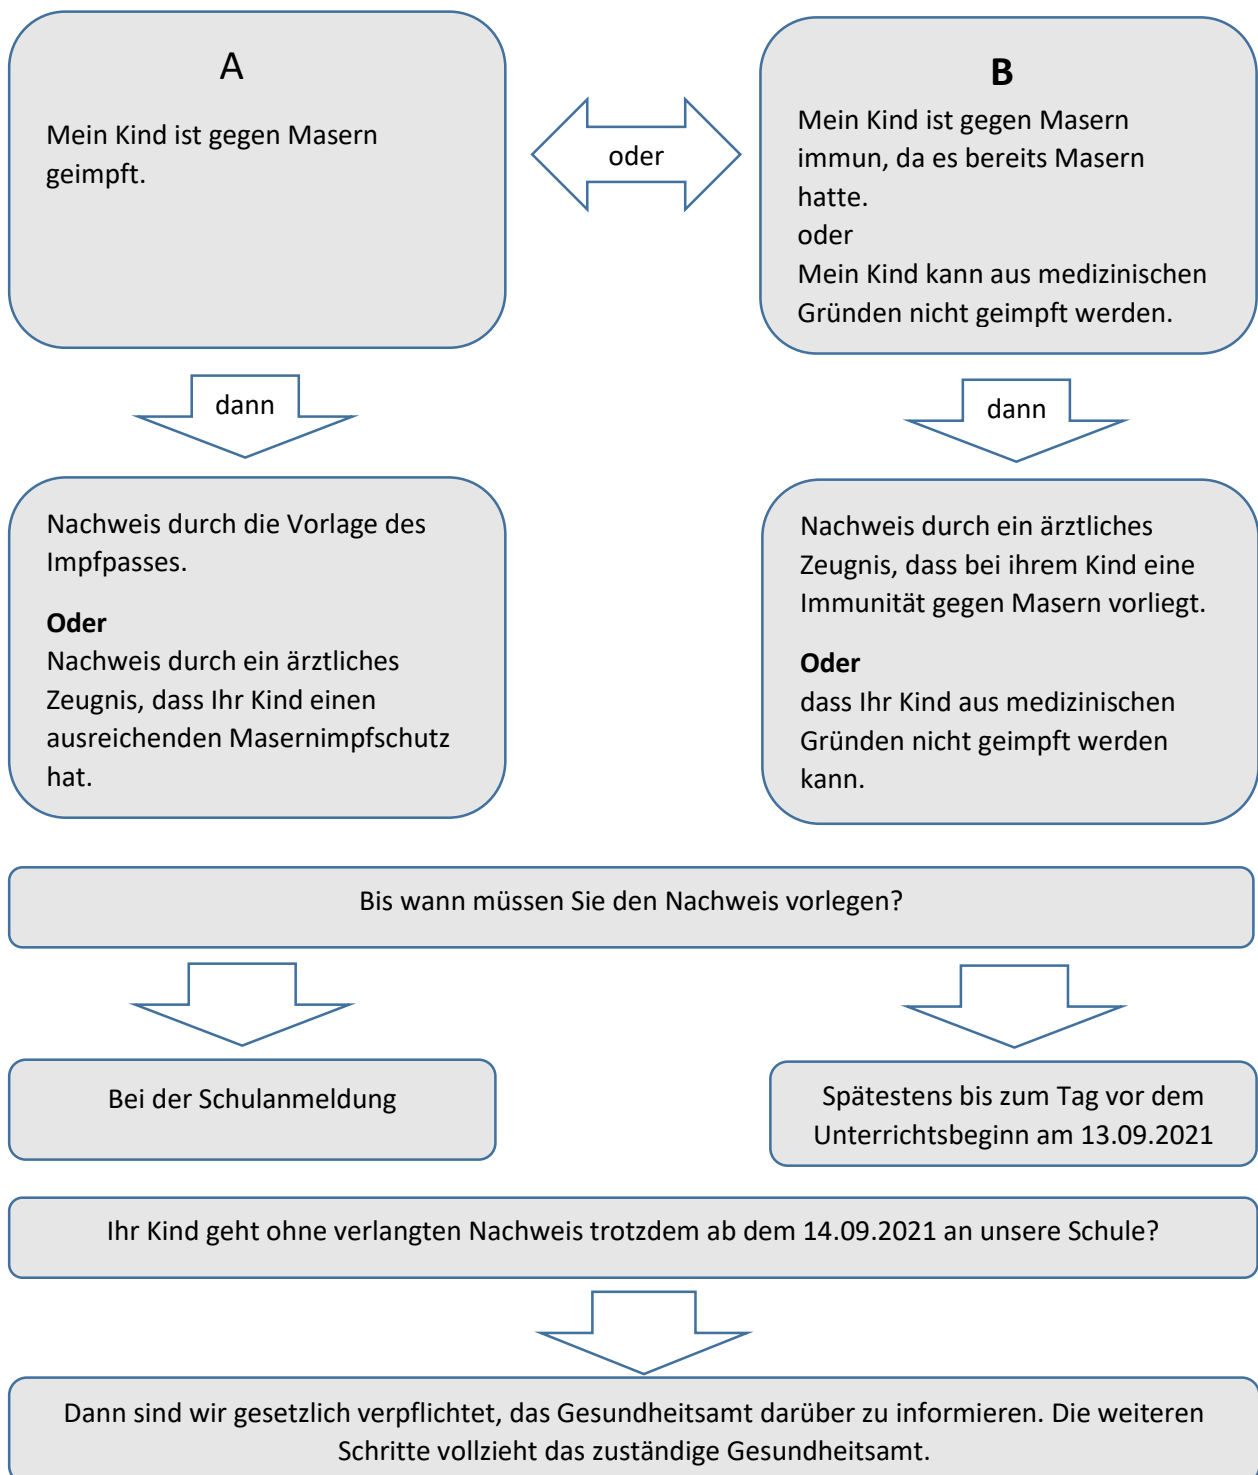 A
Mein Kind ist gegen Masern
geimpft.
oder
B
Mein Kind ist gegen Masern
immun, da es bereits Masern
hatte.
oder
Mein Kind kann aus medizinischen
Gründen nicht geimpft werden.
dann
dann
Nachweis durch die Vorlage des
Impfpasses.
Oder
Nachweis durch ein ärztliches
Zeugnis, dass Ihr Kind einen
ausreichenden Masernimpfschutz
hat.
Nachweis durch ein ärztliches
Zeugnis, dass bei ihrem Kind eine
Immunität gegen Masern vorliegt.
Oder
dass Ihr Kind aus medizinischen
Gründen nicht geimpft werden
kann.
Bis wann müssen Sie den Nachweis vorlegen?
Bei der Schulanmeldung
Spätestens bis zum Tag vor dem
Unterrichtsbeginn am 13.09.2021
Ihr Kind geht ohne verlangten Nachweis trotzdem ab dem 14.09.2021 an unsere Schule?
Dann sind wir gesetzlich verpflichtet, das Gesundheitsamt darüber zu informieren. Die weiteren
Schritte vollzieht das zuständige Gesundheitsamt.